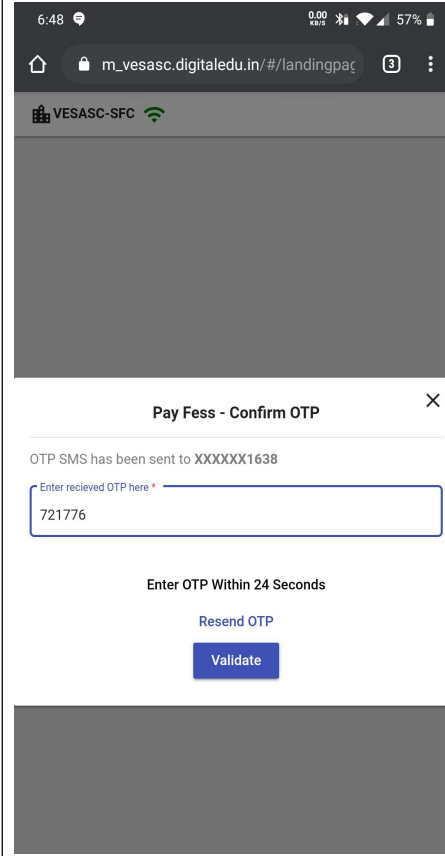 6:48 0.00 KB/S 57%
m_vesasc.digitaledu.in/#/landingpag 3
VESASC-SFC
Pay Fess - Confirm OTP
OTP SMS has been sent to XXXXXX1638
Enter recieved OTP here *
721776
Enter OTP Within 24 Seconds
Resend OTP
Validate